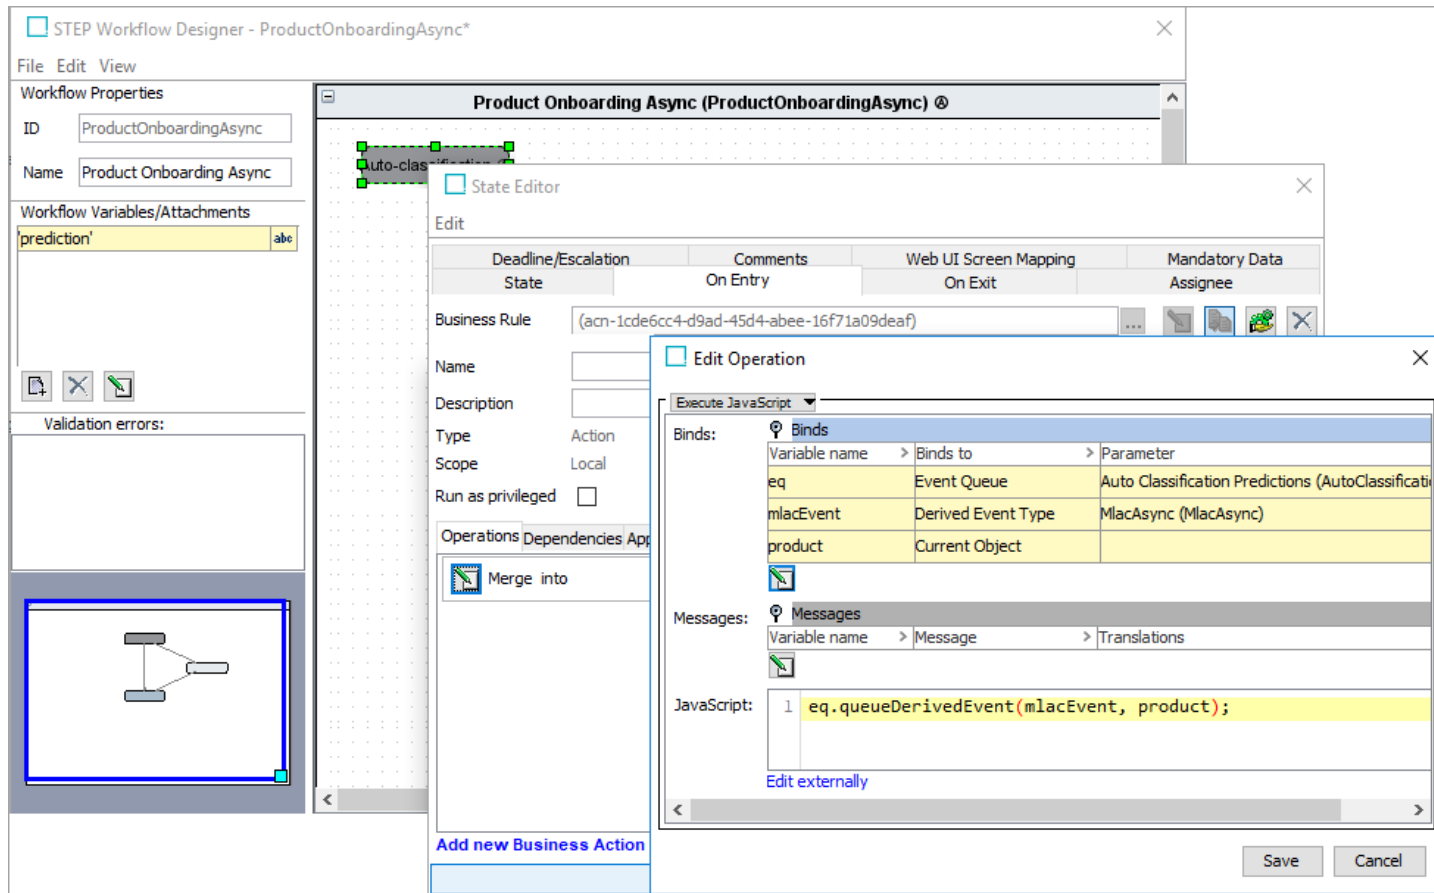 STEP Workflow Designer - ProductOnboardingAsync*
File Edit View
Workflow Properties
ID ProductOnboardingAsync
Name Product Onboarding Async
Workflow Variables/Attachments
'prediction' abc
Validation errors:
Product Onboarding Async (ProductOnboardingAsync)
State Editor
Edit
Deadline/Escalation Comments Web UI Screen Mapping Mandatory Data
State On Entry On Exit Assignee
Business Rule (acn-1cde6cc4-d9ad-45d4-abee-16f71a09deaf) ...
Name
Description
Type Action
Scope Local
Run as privileged
Operations Dependencies App
Merge into
Add new Business Action
Edit Operation
Execute JavaScript
Binds: Binds
Variable name > Binds to > Parameter
eq Event Queue Auto Classification Predictions (AutoClassificati
mlacEvent Derived Event Type MlacAsync (MlacAsync)
product Current Object
Messages: Messages
Variable name > Message > Translations
JavaScript: 1 eq.queueDerivedEvent(mlacEvent, product);
Edit externally
Save Cancel